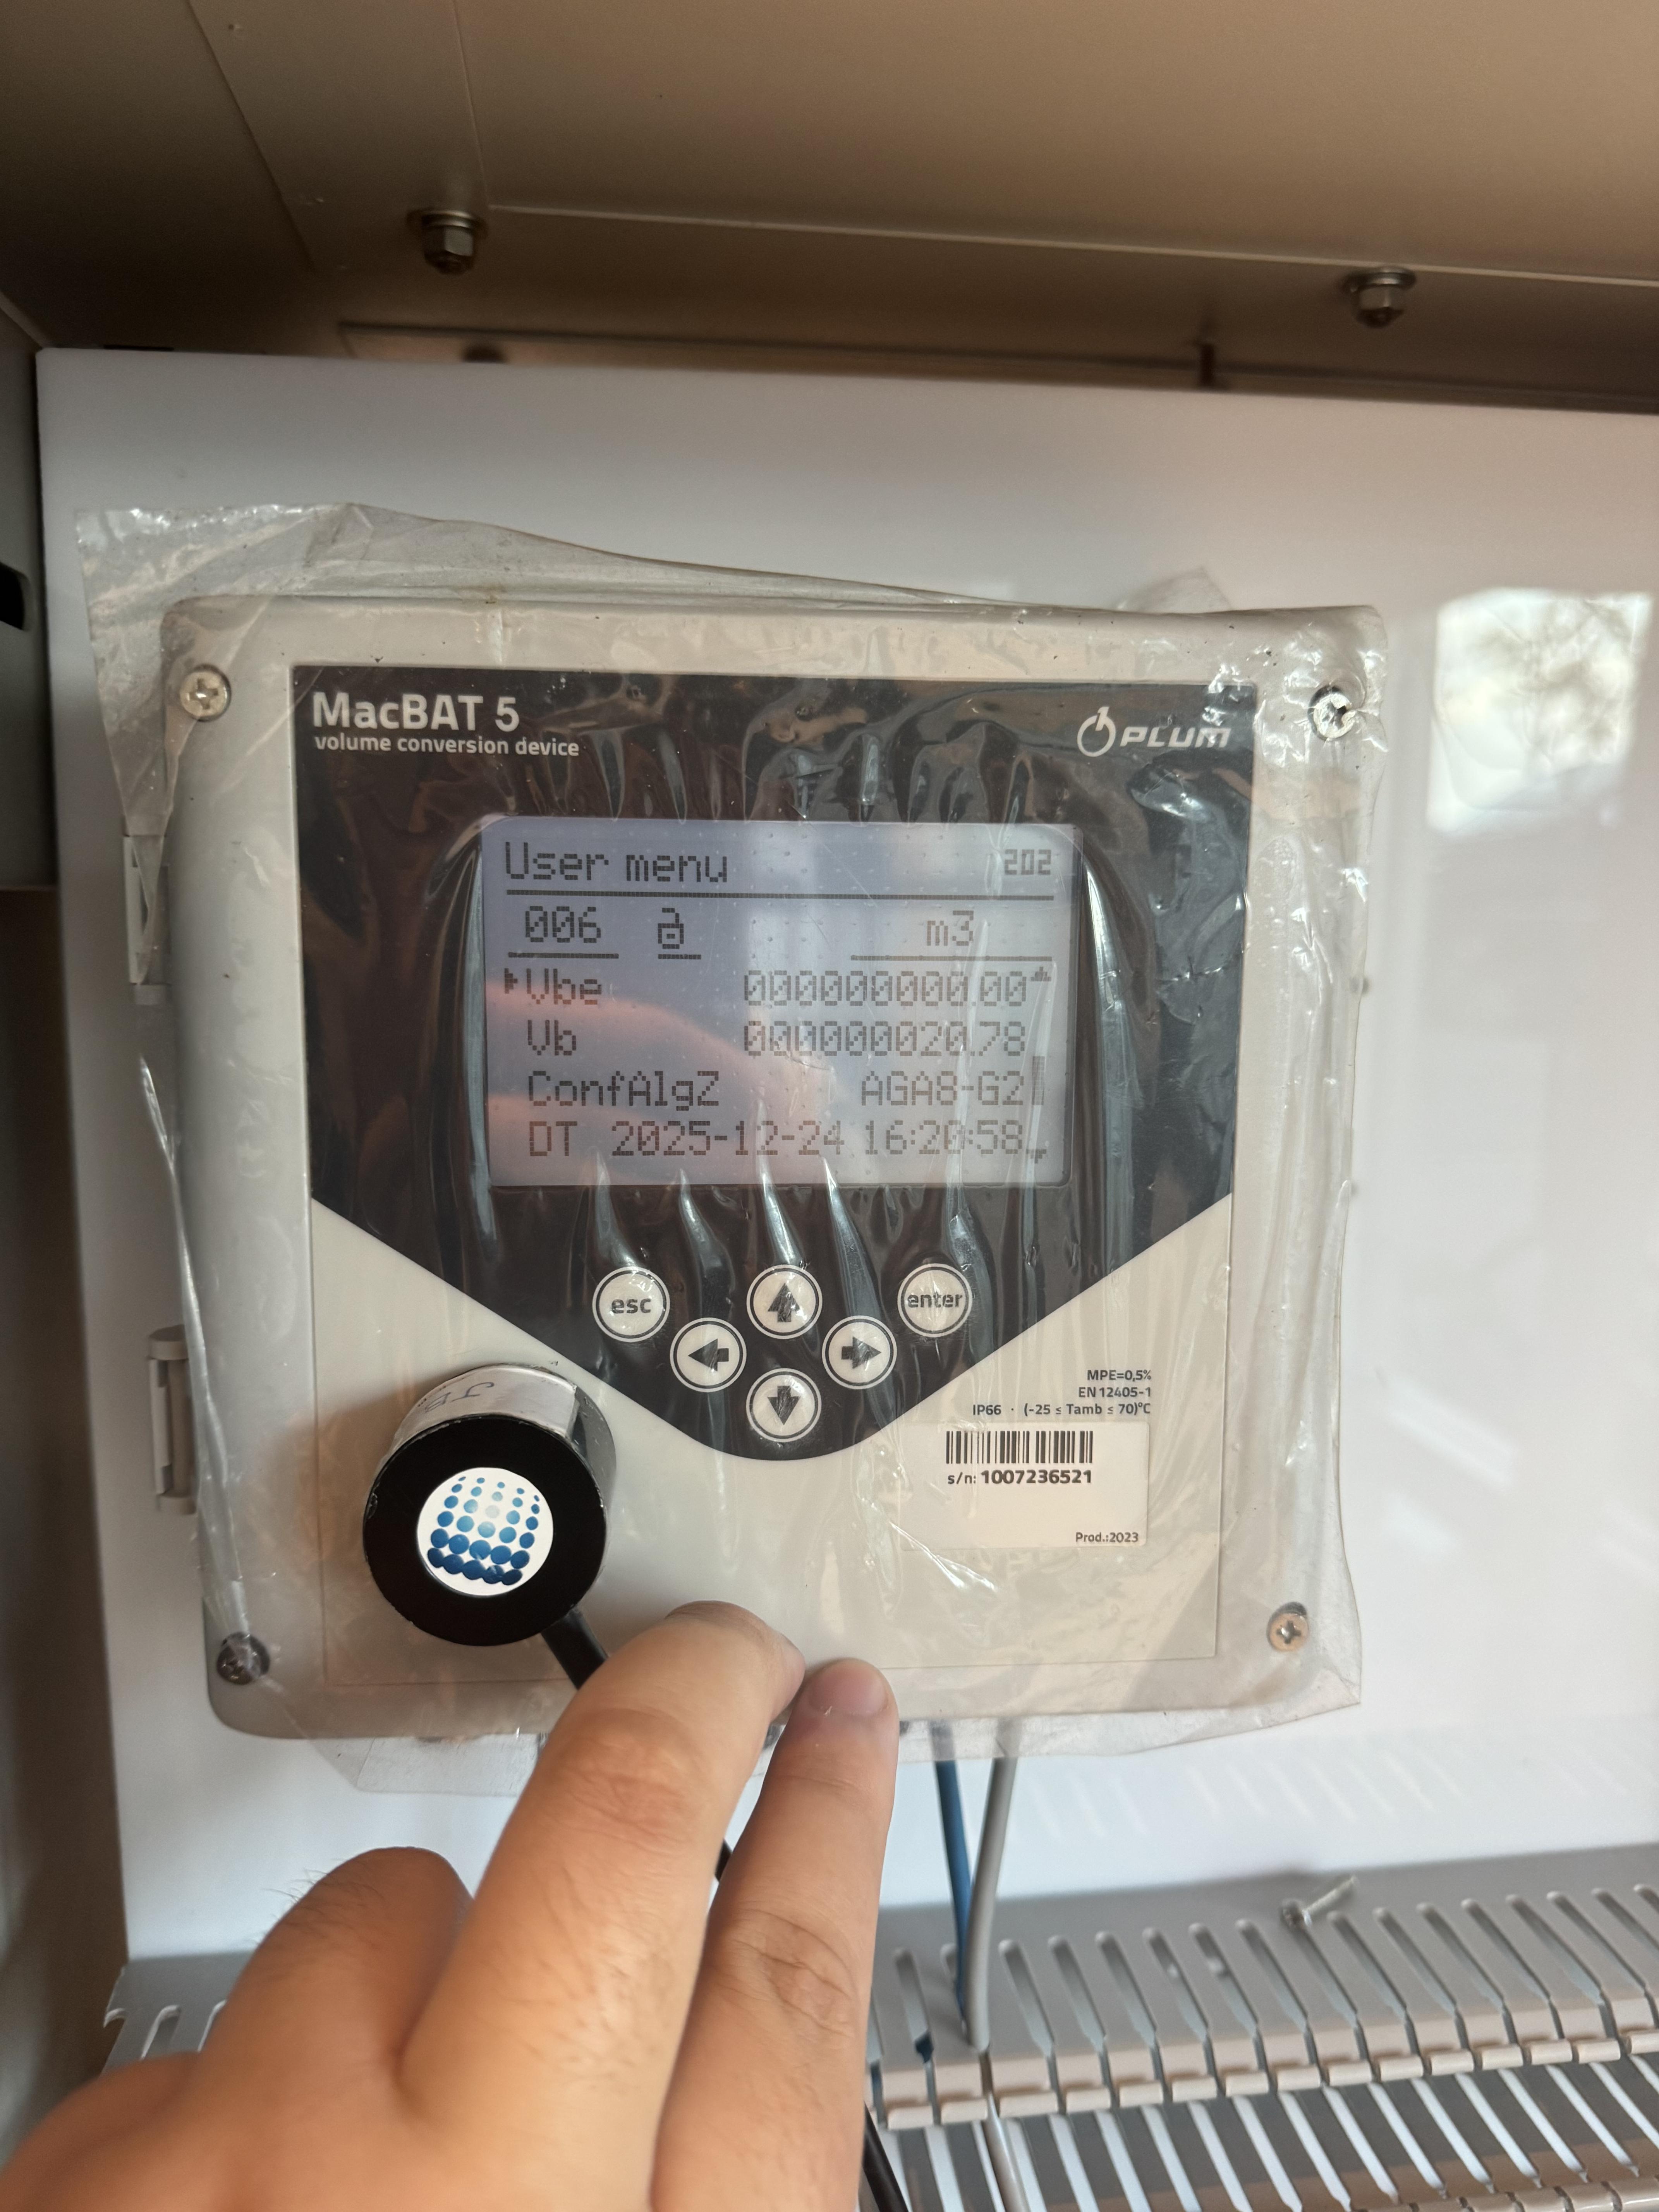 MacBAT 5
volume conversion device
PLUM
User menu 202
006 m3
Vbe 000000000.00
Vb 000000020.78
ConfAlgZ AGA8-G2
DT 2025-12-24 16:20:58
esc
enter
MPE=0,5%
EN 12405-1
IP66 · (-25 ≤ Tamb ≤ 70)°C
s/n: 1007236521
Prod.:2023